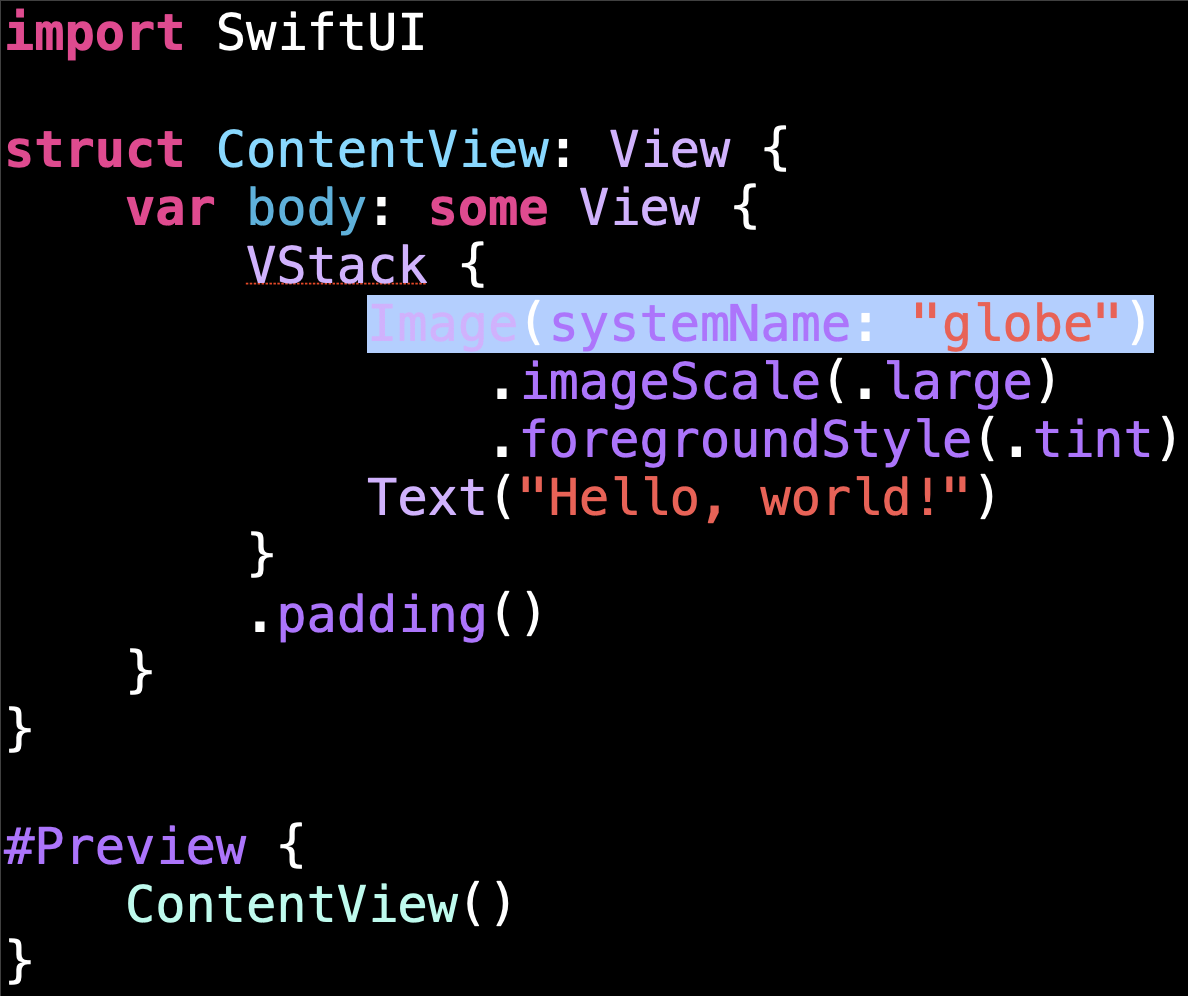 import SwiftUI

struct ContentView: View {
    var body: some View {
        VStack {
            Image(systemName: "globe")
                .imageScale(.large)
                .foregroundStyle(.tint)
            Text("Hello, world!")
        }
        .padding()
    }
}

#Preview {
    ContentView()
}